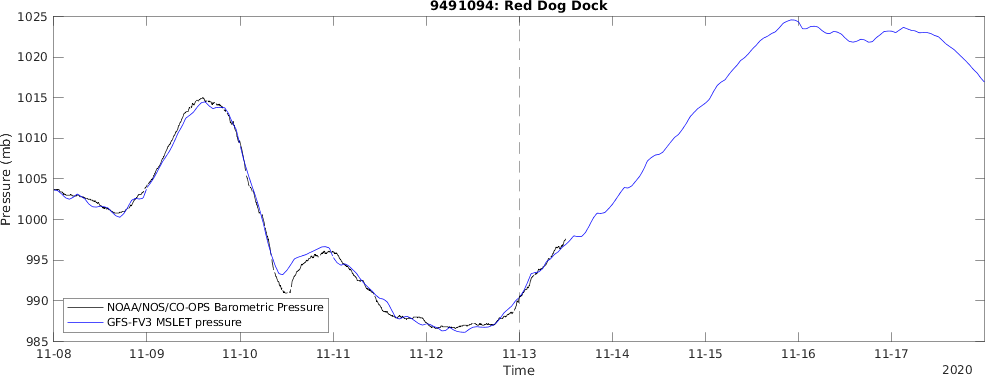 9491094: Red Dog Dock
1025
1020
1015
1010
1005
1000
995
990
985
Pressure (mb)
NOAA/NOS/CO-OPS Barometric Pressure
GFS-FV3 MSLET pressure
11-08 11-09 11-10 11-11 11-12 11-13 11-14 11-15 11-16 11-17
Time
2020